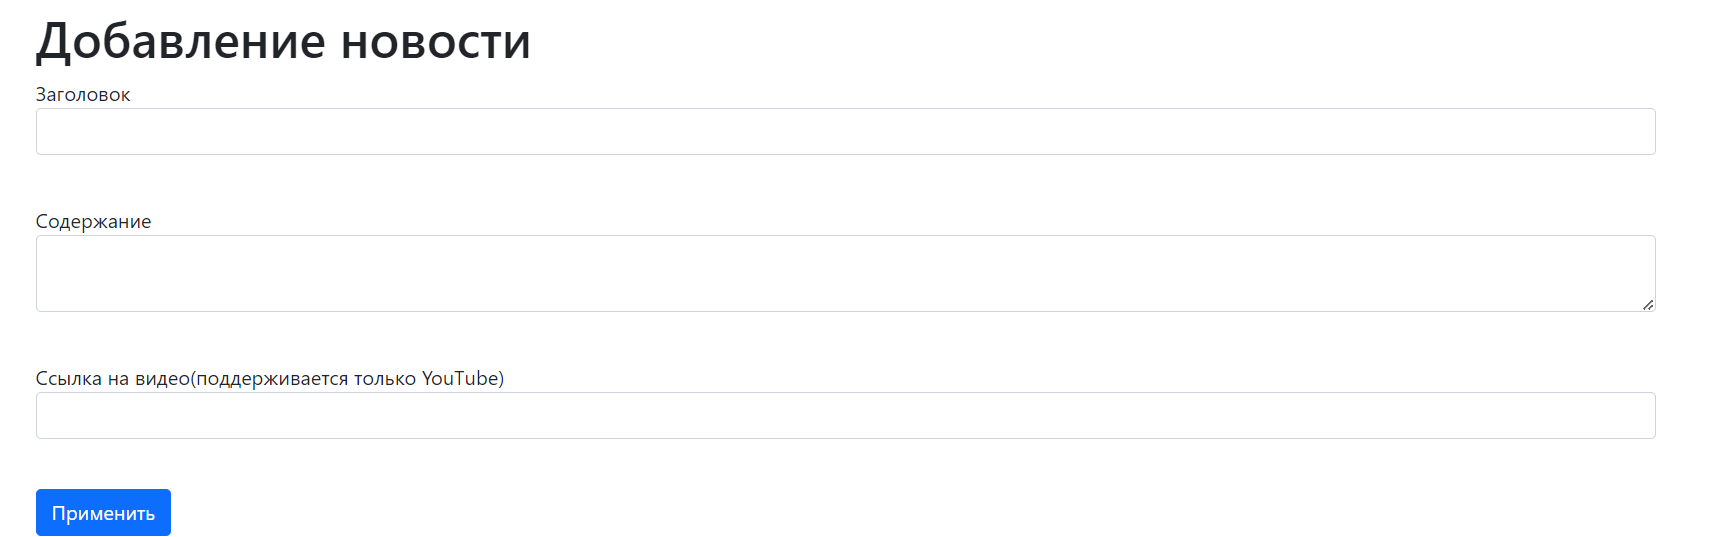 Добавление новости
Заголовок
Содержание
Ссылка на видео(поддерживается только YouTube)
Применить